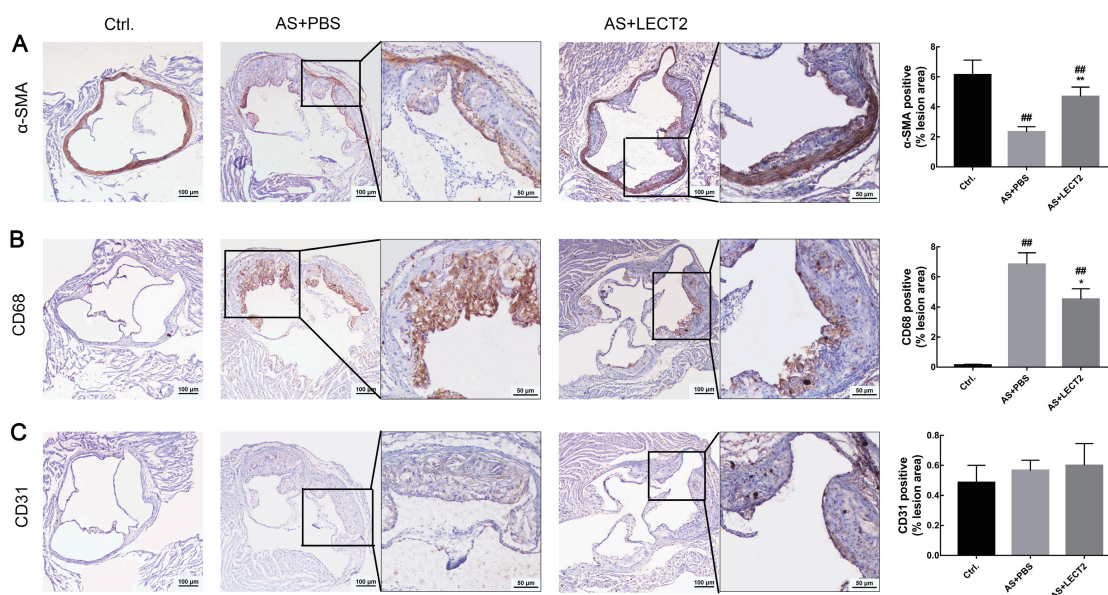 Ctrl. AS+PBS AS+LECT2
A
α-SMA
100 μm 100 μm 50 μm 100 μm 50 μm
α-SMA positive
(% lesion area)
8
6
4
2
0
##
##
**
Ctrl. AS+PBS AS+LECT2
B
CD68
100 μm 100 μm 50 μm 100 μm 50 μm
CD68 positive
(% lesion area)
8
6
4
2
0
##
##
*
Ctrl. AS+PBS AS+LECT2
C
CD31
100 μm 100 μm 50 μm 100 μm 50 μm
CD31 positive
(% lesion area)
0.8
0.6
0.4
0.2
0.0
Ctrl. AS+PBS AS+LECT2